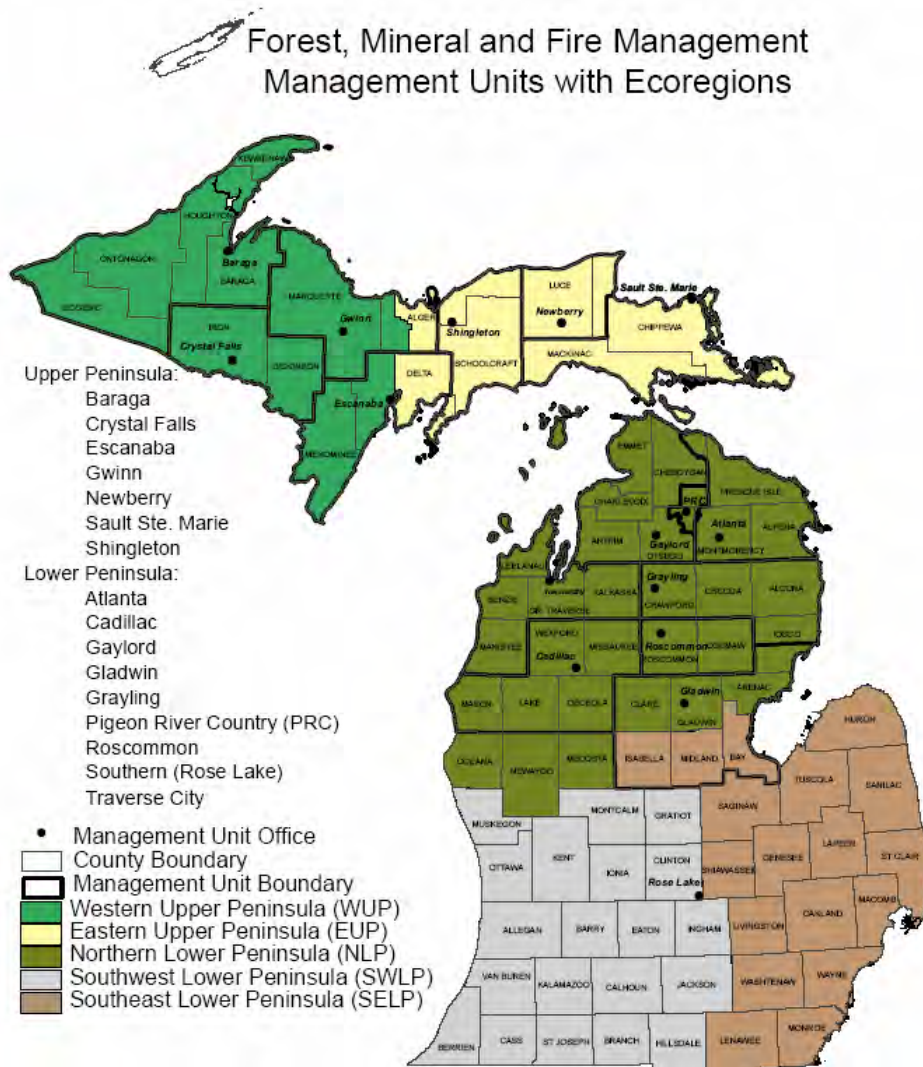 Forest, Mineral and Fire Management
Management Units with Ecoregions
KEWEENAW
HOUGHTON
ONTONAGON
Baraga
BARAGA
GOGEBIC
MARQUETTE
Gwinn
IRON
Crystal Falls
DICKINSON
ALGER
Shingleton
LUCE
Newberry
Sault Ste. Marie
CHIPPEWA
MACKINAC
SCHOOLCRAFT
DELTA
Escanaba
MENOMINEE
Upper Peninsula:
Baraga
Crystal Falls
Escanaba
Gwinn
Newberry
Sault Ste. Marie
Shingleton
Lower Peninsula:
Atlanta
Cadillac
Gaylord
Gladwin
Grayling
Pigeon River Country (PRC)
Roscommon
Southern (Rose Lake)
Traverse City
Management Unit Office
County Boundary
Management Unit Boundary
Western Upper Peninsula (WUP)
Eastern Upper Peninsula (EUP)
Northern Lower Peninsula (NLP)
Southwest Lower Peninsula (SWLP)
Southeast Lower Peninsula (SELP)
EMMET
CHEBOYGAN
PRESQUE ISLE
CHARLEVOIX
PRC
Atlanta
ALPENA
ANTRIM
Gaylord
OTSEGO
MONTMORENCY
LEELANAU
Grayling
BENZIE
GR. TRAVERSE
KALKASKA
CRAWFORD
OSCODA
ALCONA
MANISTEE
WEXFORD
Cadillac
MISSAUKEE
Roscommon
ROSCOMMON
OGEMAW
IOSCO
MASON
LAKE
OSCEOLA
CLARE
Gladwin
GLADWIN
ARENAC
OCEANA
NEWAYGO
MECOSTA
ISABELLA
MIDLAND
BAY
HURON
TUSCOLA
SANILAC
MUSKEGON
MONTCALM
GRATIOT
SAGINAW
OTTAWA
KENT
IONIA
CLINTON
Rose Lake
SHIAWASSEE
GENESEE
LAPEER
ST CLAIR
ALLEGAN
BARRY
EATON
INGHAM
LIVINGSTON
OAKLAND
MACOMB
VAN BUREN
KALAMAZOO
CALHOUN
JACKSON
WASHTENAW
WAYNE
BERRIEN
CASS
ST JOSEPH
BRANCH
HILLSDALE
LENAWEE
MONROE